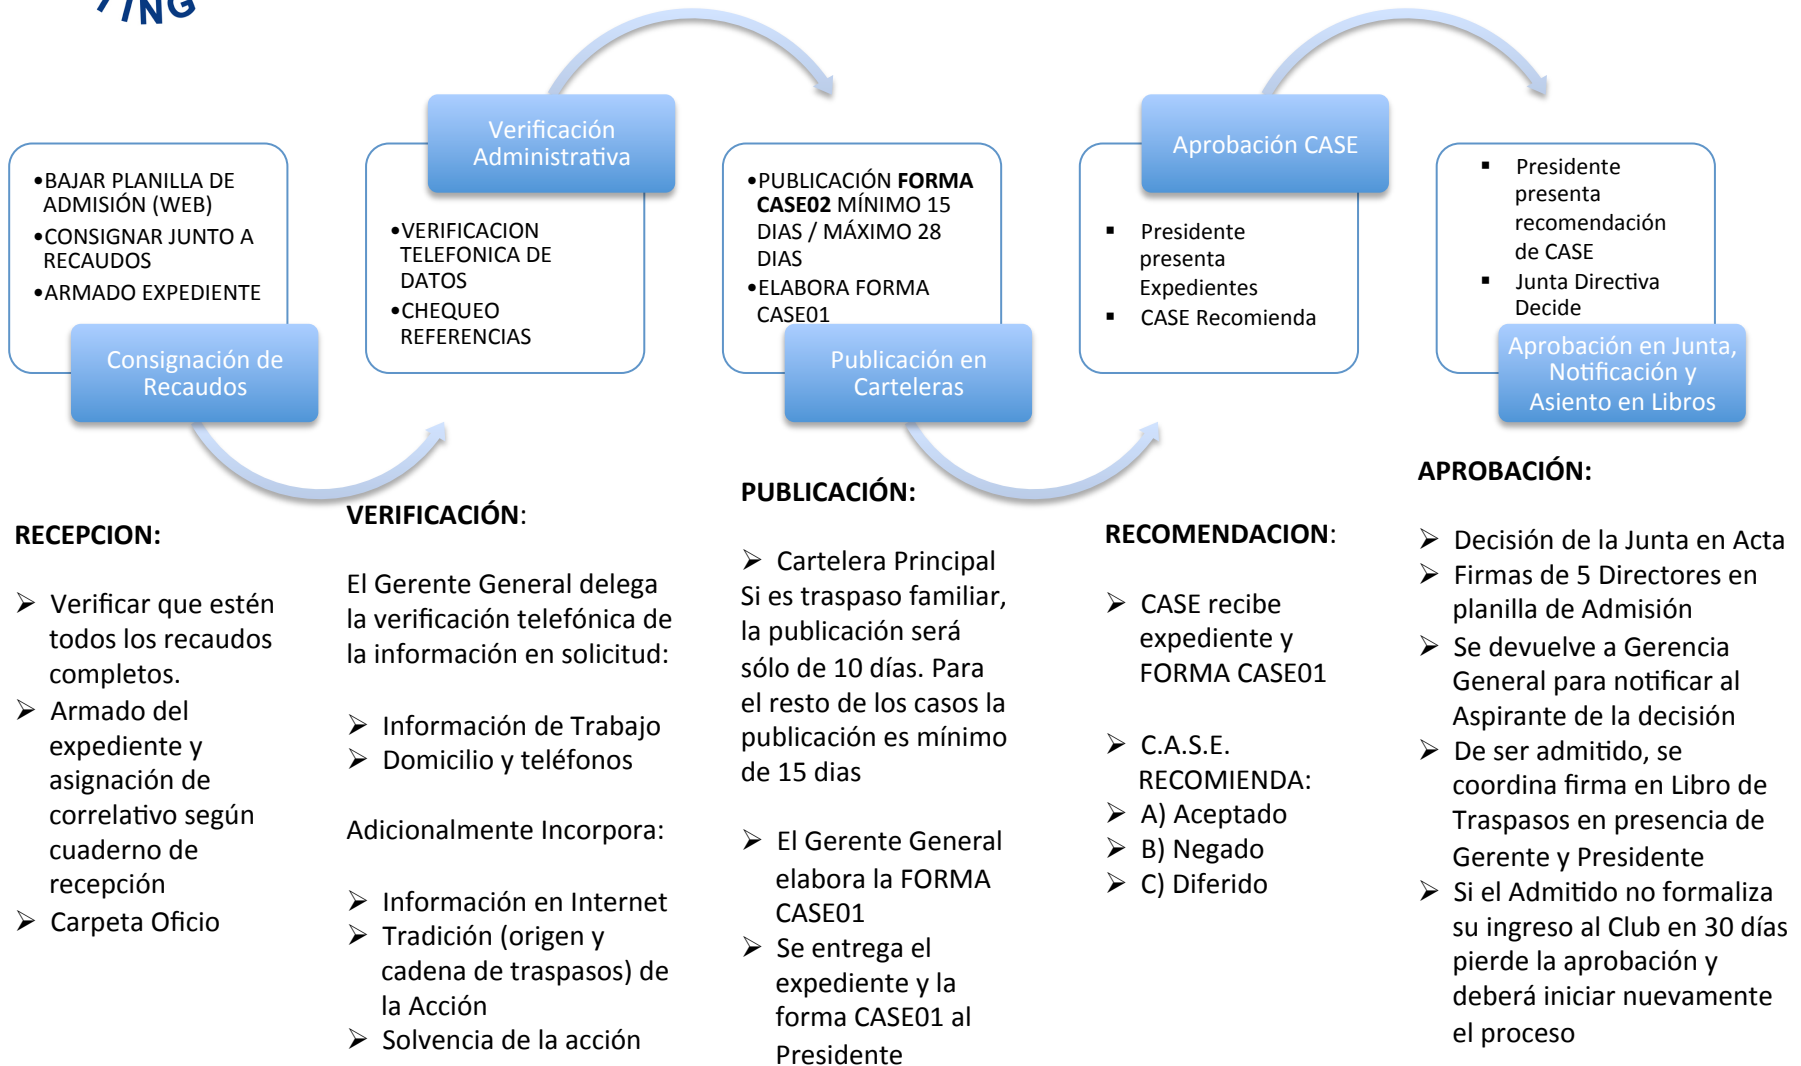 TING
BAJAR PLANILLA DE
ADMISIÓN (WEB)
CONSIGNAR JUNTO A
RECAUDOS
ARMADO EXPEDIENTE
Consignación de
Recaudos
Verificación
Administrativa
VERIFICACION
TELEFONICA DE
DATOS
CHEQUEO
REFERENCIAS
PUBLICACIÓN FORMA
CASE02 MÍNIMO 15
DIAS / MÁXIMO 28
DIAS
ELABORA FORMA
CASE01
Publicación en
Carteleras
Aprobación CASE
Presidente
presenta
Expedientes
CASE Recomienda
Presidente
presenta
recomendación
de CASE
Junta Directiva
Decide
Aprobación en Junta,
Notificación y
Asiento en Libros
RECEPCION:
Verificar que estén
todos los recaudos
completos.
Armado del
expediente y
asignación de
correlativo según
cuaderno de
recepción
Carpeta Oficio
VERIFICACIÓN:
El Gerente General delega
la verificación telefónica de
la información en solicitud:
Información de Trabajo
Domicilio y teléfonos
Adicionalmente Incorpora:
Información en Internet
Tradición (origen y
cadena de traspasos) de
la Acción
Solvencia de la acción
PUBLICACIÓN:
Cartelera Principal
Si es traspaso familiar,
la publicación será
sólo de 10 días. Para
el resto de los casos la
publicación es mínimo
de 15 dias
El Gerente General
elabora la FORMA
CASE01
Se entrega el
expediente y la
forma CASE01 al
Presidente
RECOMENDACION:
CASE recibe
expediente y
FORMA CASE01
C.A.S.E.
RECOMIENDA:
A) Aceptado
B) Negado
C) Diferido
APROBACIÓN:
Decisión de la Junta en Acta
Firmas de 5 Directores en
planilla de Admisión
Se devuelve a Gerencia
General para notificar al
Aspirante de la decisión
De ser admitido, se
coordina firma en Libro de
Traspasos en presencia de
Gerente y Presidente
Si el Admitido no formaliza
su ingreso al Club en 30 días
pierde la aprobación y
deberá iniciar nuevamente
el proceso